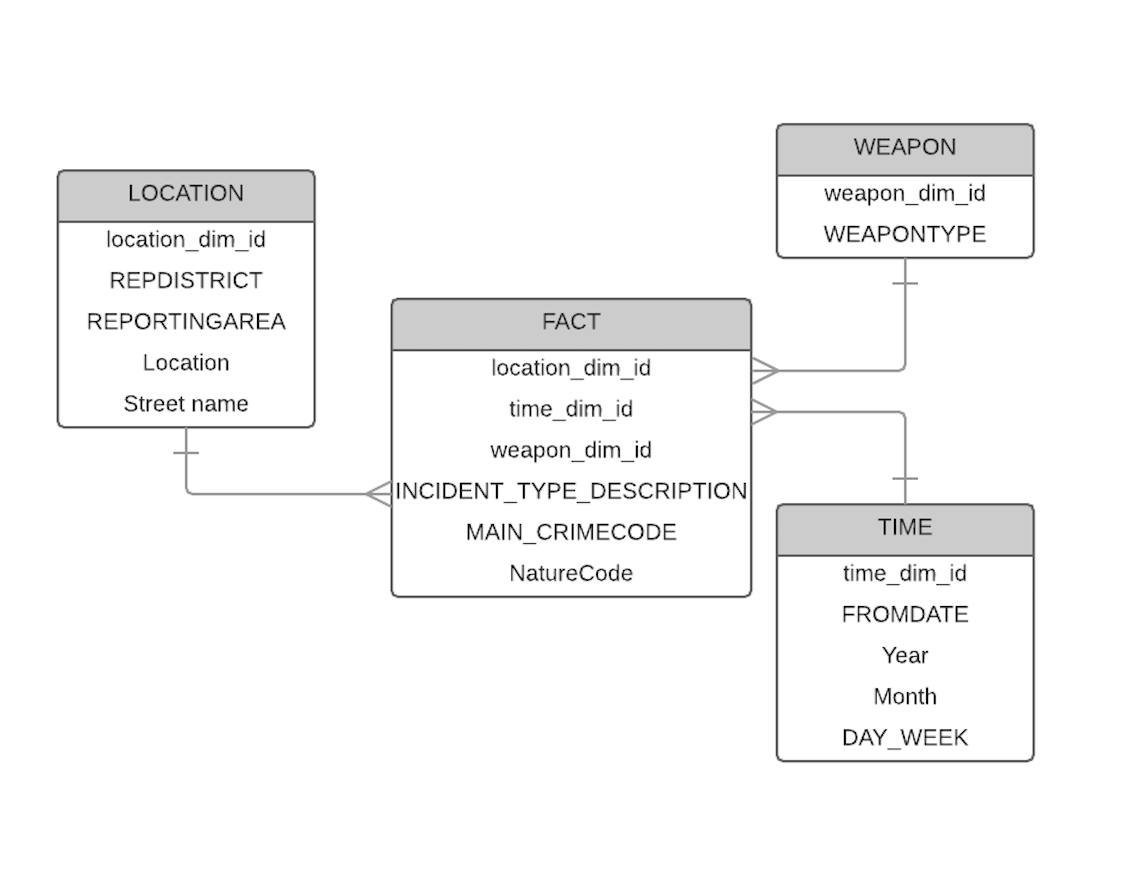 LOCATION
location_dim_id
REPDISTRICT
REPORTINGAREA
Location
Street name
FACT
location_dim_id
time_dim_id
weapon_dim_id
INCIDENT_TYPE_DESCRIPTION
MAIN_CRIMECODE
NatureCode
WEAPON
weapon_dim_id
WEAPONTYPE
TIME
time_dim_id
FROMDATE
Year
Month
DAY_WEEK